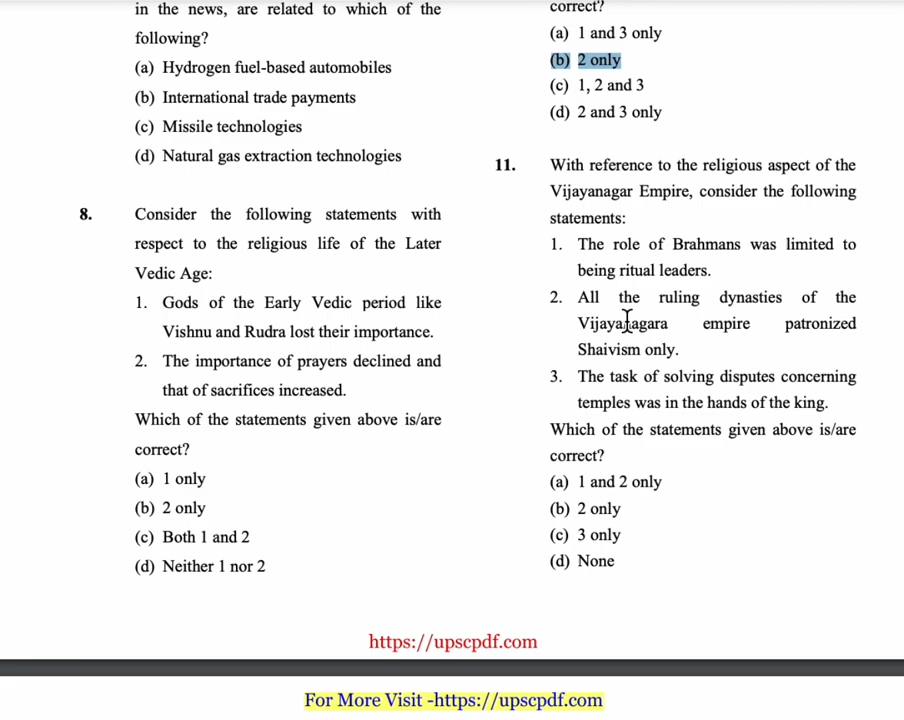 in the news, are related to which of the
following?
(a) Hydrogen fuel-based automobiles
(b) International trade payments
(c) Missile technologies
(d) Natural gas extraction technologies
8. Consider the following statements with
respect to the religious life of the Later
Vedic Age:
1. Gods of the Early Vedic period like
Vishnu and Rudra lost their importance.
2. The importance of prayers declined and
that of sacrifices increased.
Which of the statements given above is/are
correct?
(a) 1 only
(b) 2 only
(c) Both 1 and 2
(d) Neither 1 nor 2
correct?
(a) 1 and 3 only
(b) 2 only
(c) 1, 2 and 3
(d) 2 and 3 only
11. With reference to the religious aspect of the
Vijayanagar Empire, consider the following
statements:
1. The role of Brahmans was limited to
being ritual leaders.
2. All the ruling dynasties of the
Vijayanagara empire patronized
Shaivism only.
3. The task of solving disputes concerning
temples was in the hands of the king.
Which of the statements given above is/are
correct?
(a) 1 and 2 only
(b) 2 only
(c) 3 only
(d) None
https://upscpdf.com
For More Visit -https://upscpdf.com